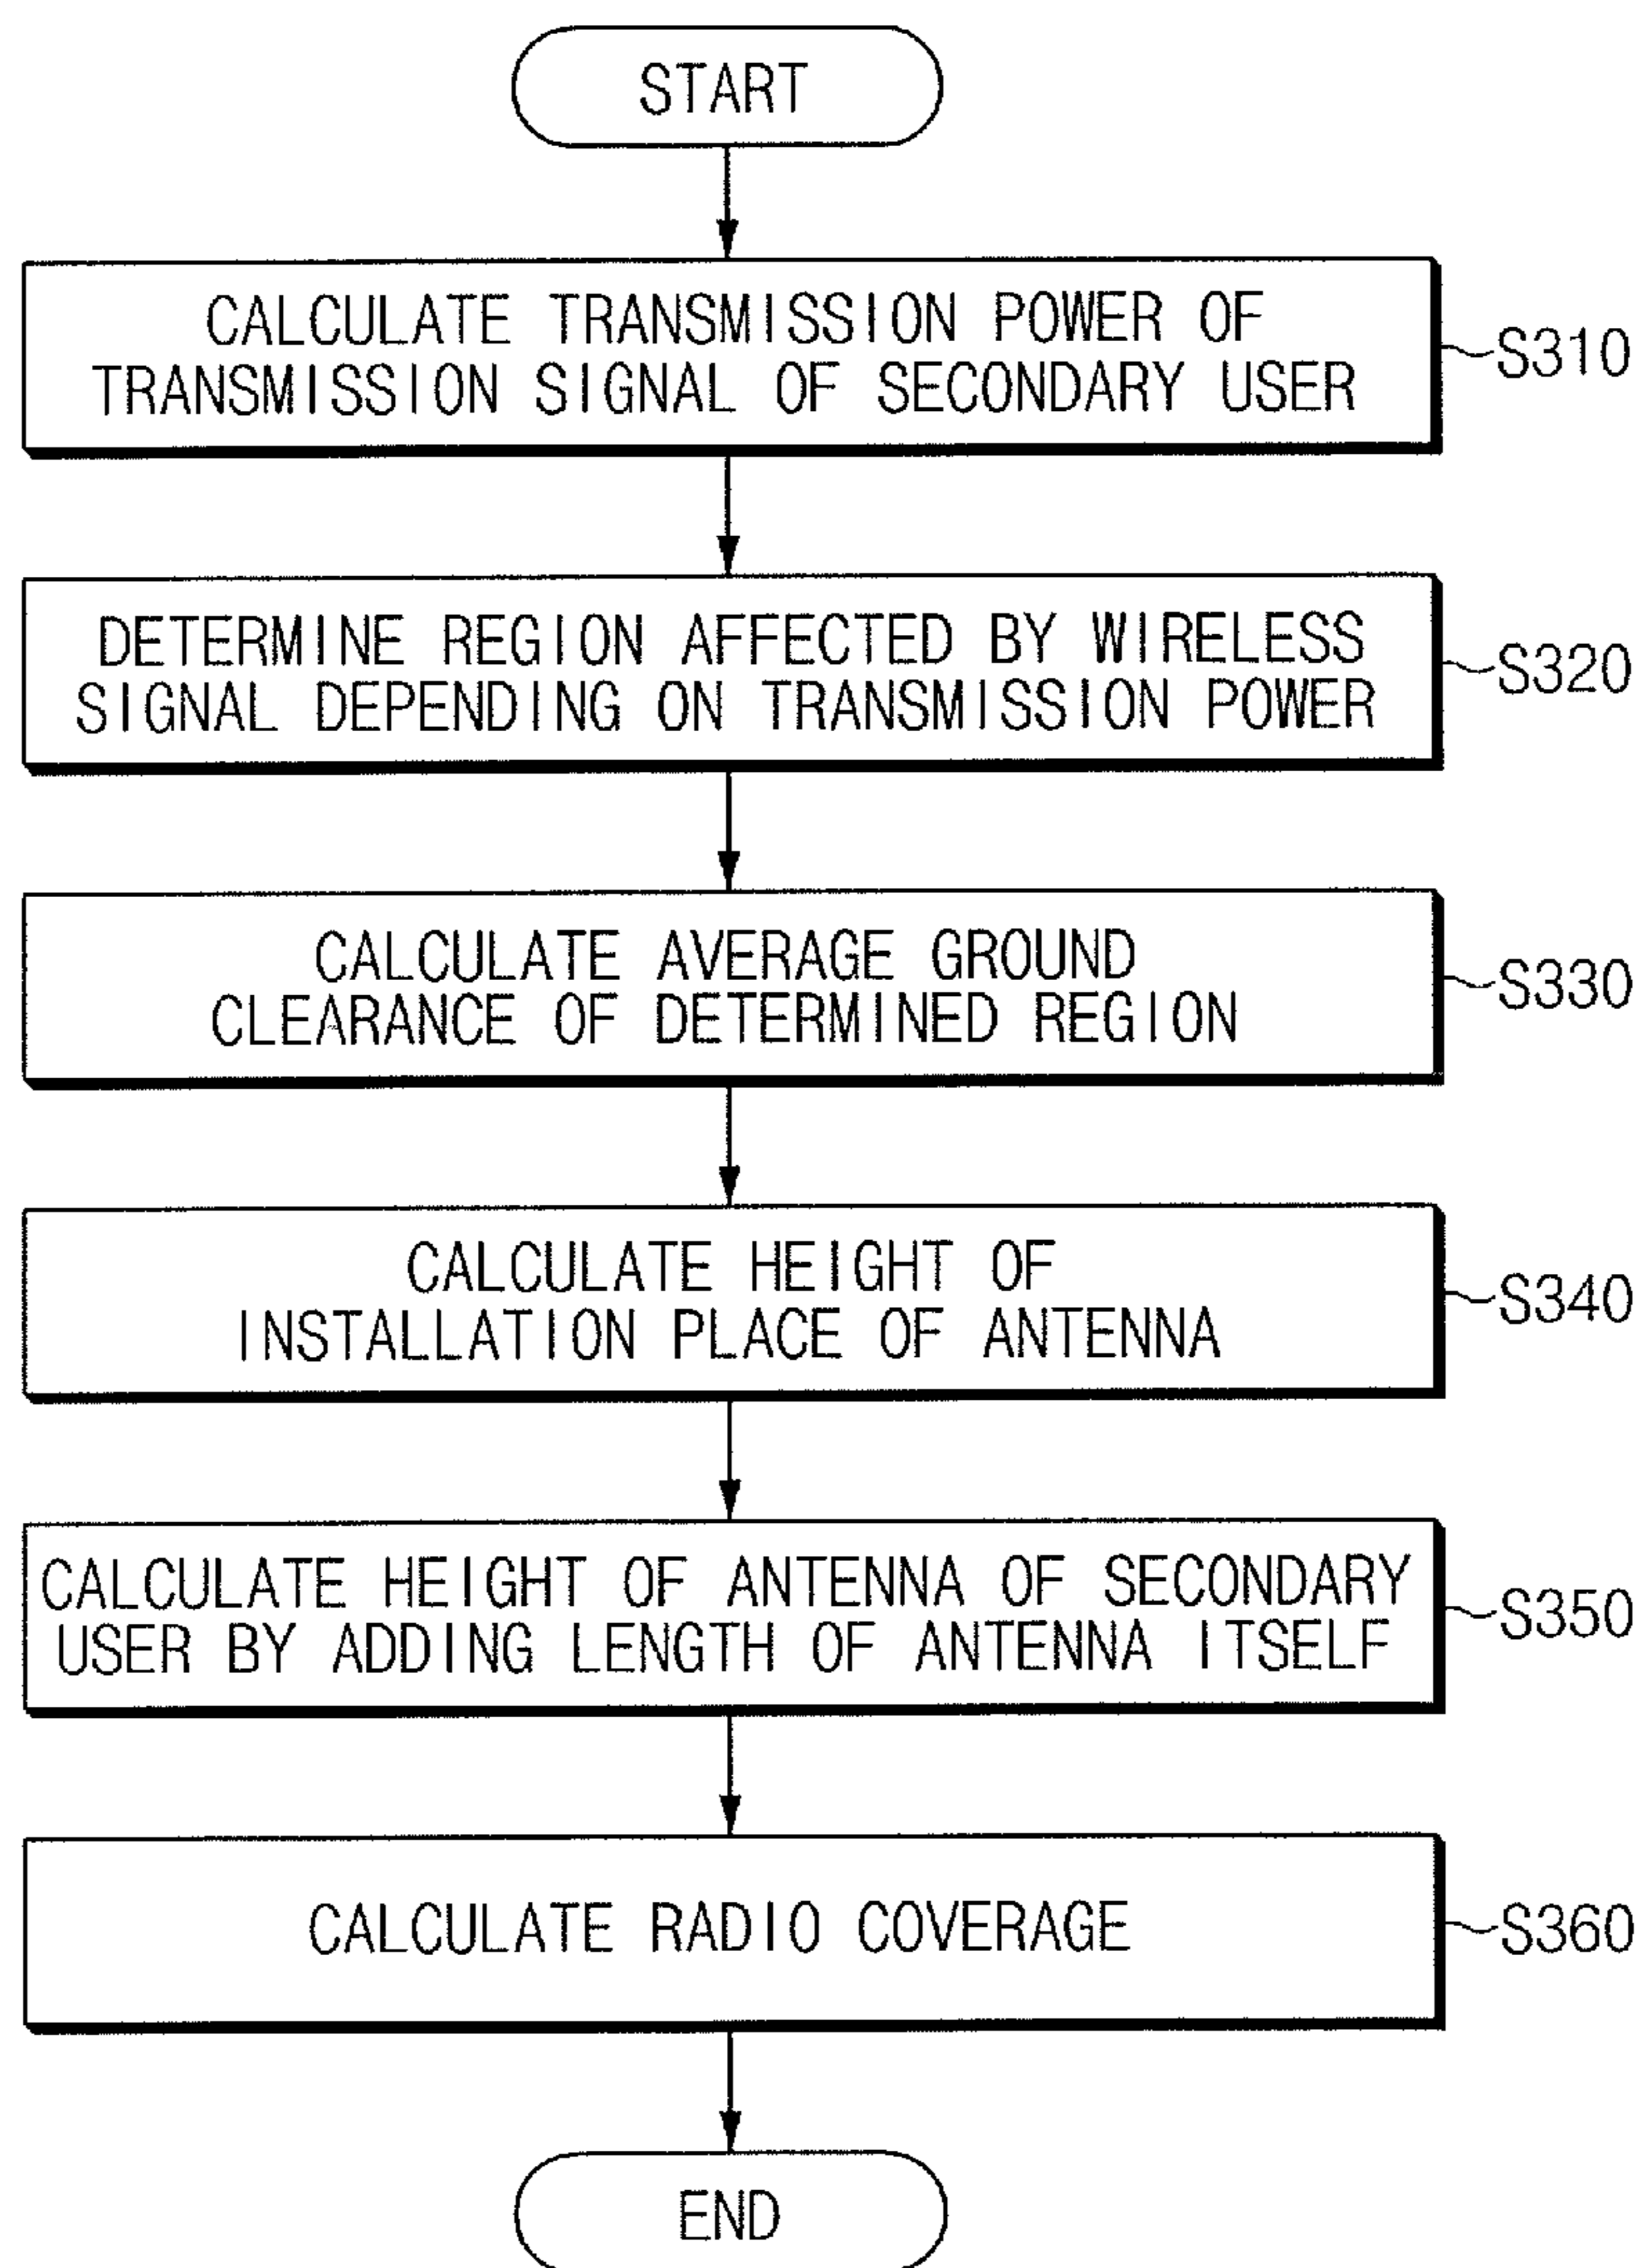 START
CALCULATE TRANSMISSION POWER OF
TRANSMISSION SIGNAL OF SECONDARY USER
S310
DETERMINE REGION AFFECTED BY WIRELESS
SIGNAL DEPENDING ON TRANSMISSION POWER
S320
CALCULATE AVERAGE GROUND
CLEARANCE OF DETERMINED REGION
S330
CALCULATE HEIGHT OF
INSTALLATION PLACE OF ANTENNA
S340
CALCULATE HEIGHT OF ANTENNA OF SECONDARY
USER BY ADDING LENGTH OF ANTENNA ITSELF
S350
CALCULATE RADIO COVERAGE
S360
END